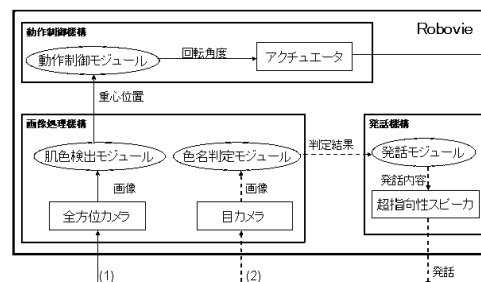 Robovie
動作制御機構
動作制御モジュール
回転角度
アクチュエータ
重心位置
画像処理機構
肌色検出モジュール
色名判定モジュール
判定結果
発話機構
発話モジュール
画像
画像
発話内容
全方位カメラ
目カメラ
超指向性スピーカ
(1)
(2)
発話